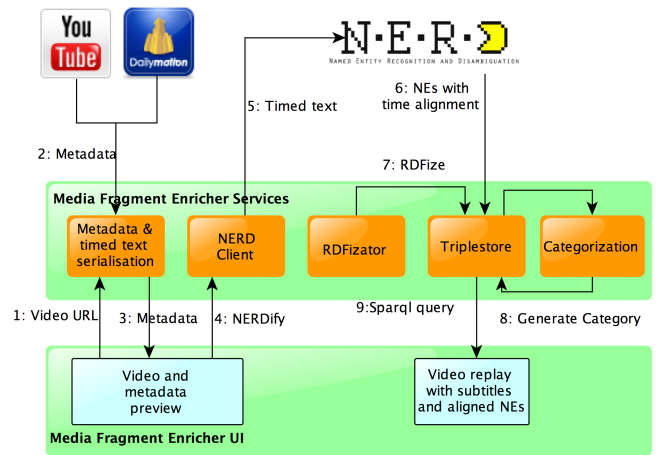 You
Tube
Dailymotion
N·E·R·D
NAMED ENTITY RECOGNITION AND DISAMBIGUATION
5: Timed text
6: NEs with
time alignment
2: Metadata
7: RDFize
Media Fragment Enricher Services
Metadata &
timed text
serialisation
NERD
Client
RDFizator
Triplestore
Categorization
1: Video URL
3: Metadata
4: NERDify
9:Sparql query
8: Generate Category
Video and
metadata
preview
Video replay
with subtitles
and aligned NEs
Media Fragment Enricher UI